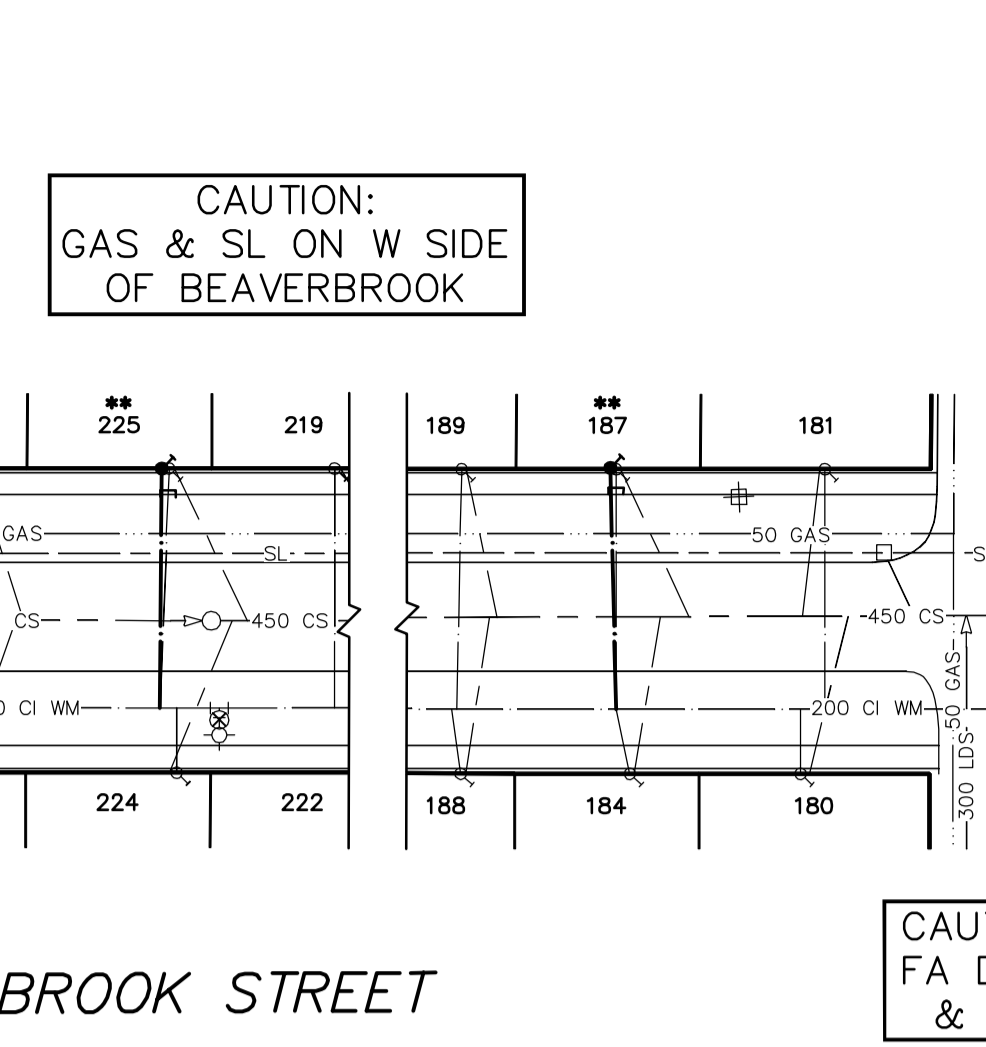 CAUTION:
GAS & SL ON W SIDE
OF BEAVERBROOK
**
**
225
219
189
187
181
GAS
50 GAS
SL
CS
450 CS
450 CS
50 GAS
CI WM
200 CI WM
300 LDS
224
222
188
184
180
BROOK STREET
FA
&